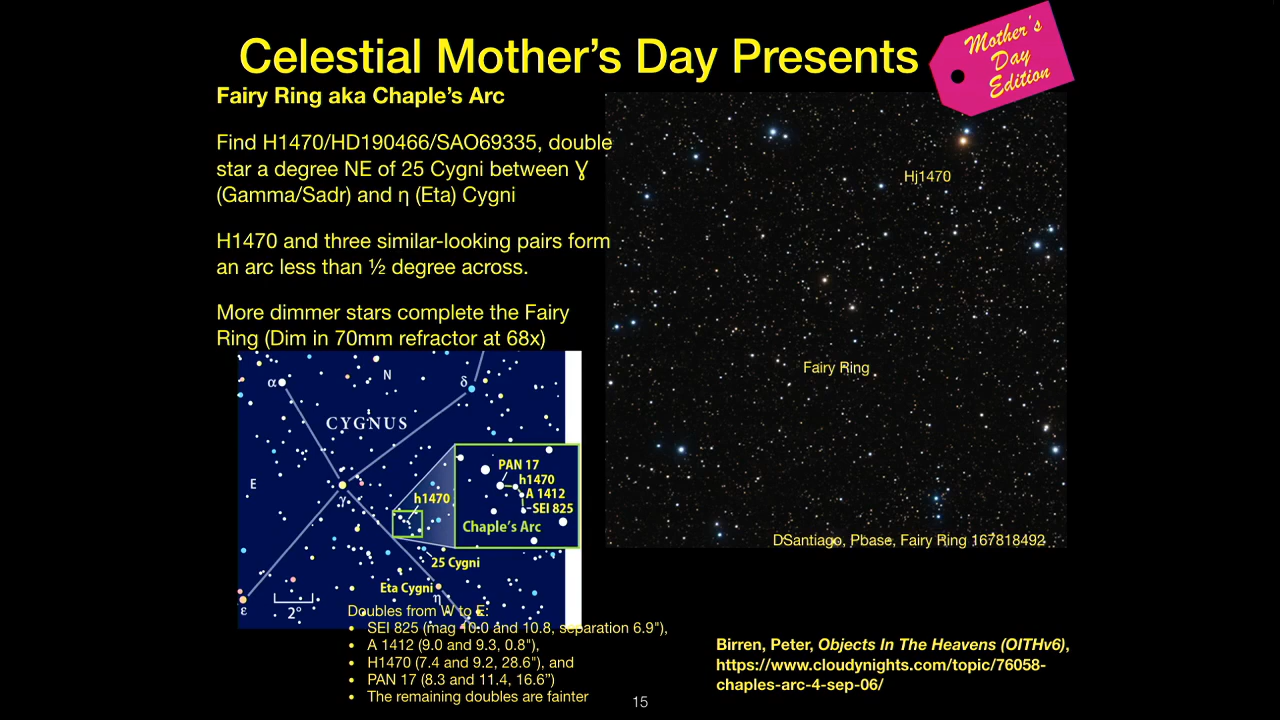 Celestial Mother's Day Presents
Mother's
Day
Edition
Fairy Ring aka Chaple's Arc
Find H1470/HD190466/SAO69335, double
star a degree NE of 25 Cygni between Ɣ
(Gamma/Sadr) and η (Eta) Cygni
H1470 and three similar-looking pairs form
an arc less than ½ degree across.
More dimmer stars complete the Fairy
Ring (Dim in 70mm refractor at 68x)
Hj1470
Fairy Ring
DSantiago, Pbase, Fairy Ring 167818492
N
α
δ
CYGNUS
E
γ
h1470
PAN 17
h1470
A 1412
SEI 825
Chaple's Arc
25 Cygni
Eta Cygni
η
ε
2°
Doubles from W to E:
• SEI 825 (mag 10.0 and 10.8, separation 6.9"),
• A 1412 (9.0 and 9.3, 0.8"),
• H1470 (7.4 and 9.2, 28.6"), and
• PAN 17 (8.3 and 11.4, 16.6")
• The remaining doubles are fainter
Birren, Peter, Objects In The Heavens (OITHv6),
https://www.cloudynights.com/topic/76058-
chaples-arc-4-sep-06/
15